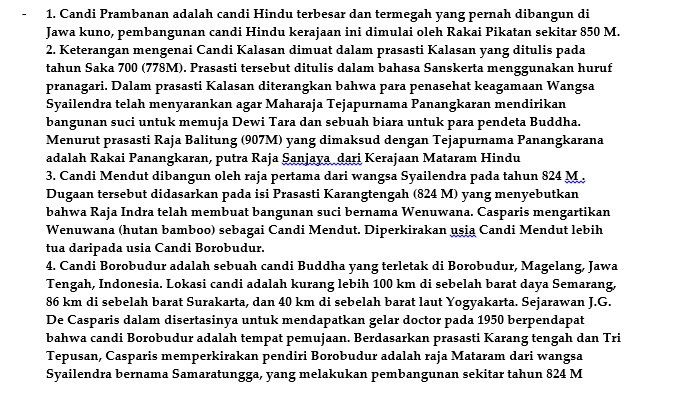 - 1. Candi Prambanan adalah candi Hindu terbesar dan termegah yang pernah dibangun di
Jawa kuno, pembangunan candi Hindu kerajaan ini dimulai oleh Rakai Pikatan sekitar 850 M.
2. Keterangan mengenai Candi Kalasan dimuat dalam prasasti Kalasan yang ditulis pada
tahun Saka 700 (778M). Prasasti tersebut ditulis dalam bahasa Sanskerta menggunakan huruf
pranagari. Dalam prasasti Kalasan diterangkan bahwa para penasehat keagamaan Wangsa
Syailendra telah menyarankan agar Maharaja Tejapurnama Panangkaran mendirikan
bangunan suci untuk memuja Dewi Tara dan sebuah biara untuk para pendeta Buddha.
Menurut prasasti Raja Balitung (907M) yang dimaksud dengan Tejapurnama Panangkarana
adalah Rakai Panangkaran, putra Raja Sanjaya dari Kerajaan Mataram Hindu
3. Candi Mendut dibangun oleh raja pertama dari wangsa Syailendra pada tahun 824 M .
Dugaan tersebut didasarkan pada isi Prasasti Karangtengah (824 M) yang menyebutkan
bahwa Raja Indra telah membuat bangunan suci bernama Wenuwana. Casparis mengartikan
Wenuwana (hutan bamboo) sebagai Candi Mendut. Diperkirakan usia Candi Mendut lebih
tua daripada usia Candi Borobudur.
4. Candi Borobudur adalah sebuah candi Buddha yang terletak di Borobudur, Magelang, Jawa
Tengah, Indonesia. Lokasi candi adalah kurang lebih 100 km di sebelah barat daya Semarang,
86 km di sebelah barat Surakarta, dan 40 km di sebelah barat laut Yogyakarta. Sejarawan J.G.
De Casparis dalam disertasinya untuk mendapatkan gelar doctor pada 1950 berpendapat
bahwa candi Borobudur adalah tempat pemujaan. Berdasarkan prasasti Karang tengah dan Tri
Tepusan, Casparis memperkirakan pendiri Borobudur adalah raja Mataram dari wangsa
Syailendra bernama Samaratungga, yang melakukan pembangunan sekitar tahun 824 M